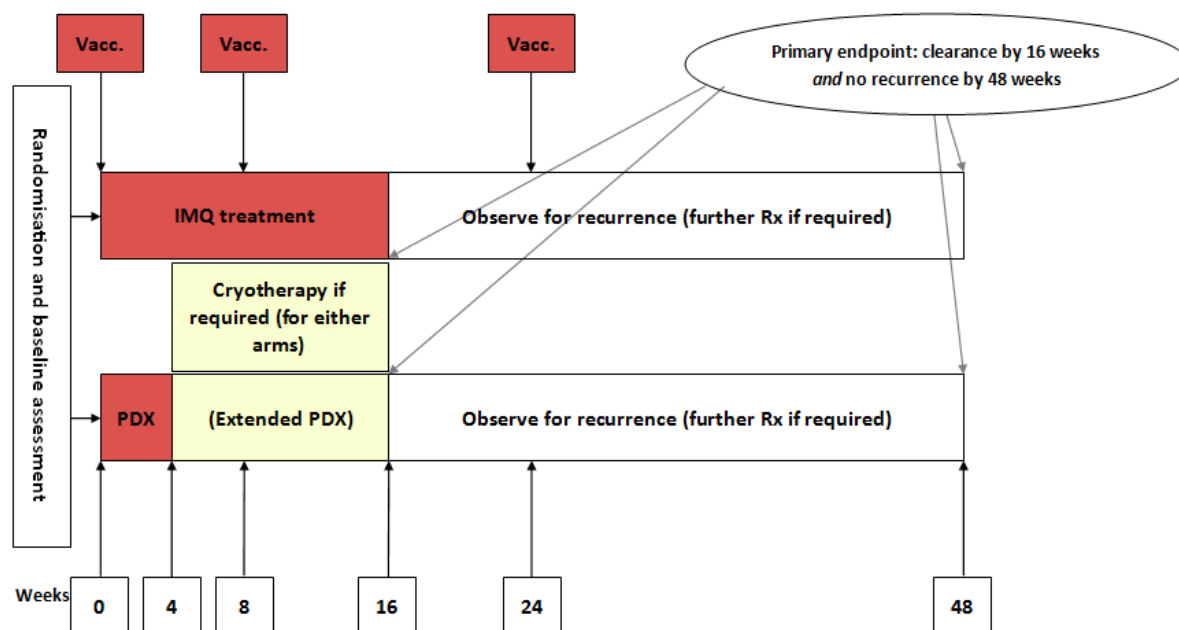 Vacc.
Vacc.
Vacc.
Primary endpoint: clearance by 16 weeks
and no recurrence by 48 weeks
Randomisation and baseline assessment
IMQ treatment
Observe for recurrence (further Rx if required)
Cryotherapy if
required (for either
arms)
PDX
(Extended PDX)
Observe for recurrence (further Rx if required)
Weeks
0
4
8
16
24
48